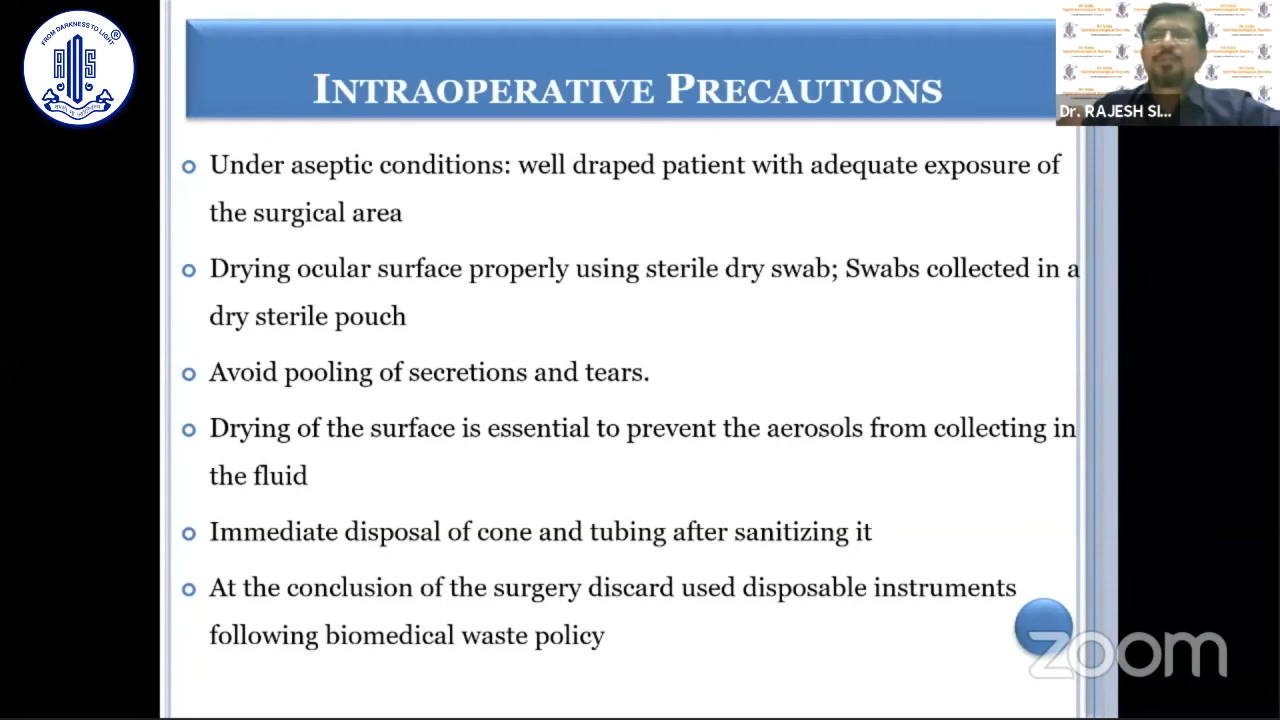 FROM DARKNESS TO LIGHT
®
AIOS
INTRAOPERATIVE PRECAUTIONS
Dr. RAJESH SI...
Under aseptic conditions: well draped patient with adequate exposure of
the surgical area
Drying ocular surface properly using sterile dry swab; Swabs collected in a
dry sterile pouch
Avoid pooling of secretions and tears.
Drying of the surface is essential to prevent the aerosols from collecting in
the fluid
Immediate disposal of cone and tubing after sanitizing it
At the conclusion of the surgery discard used disposable instruments
following biomedical waste policy
zoom